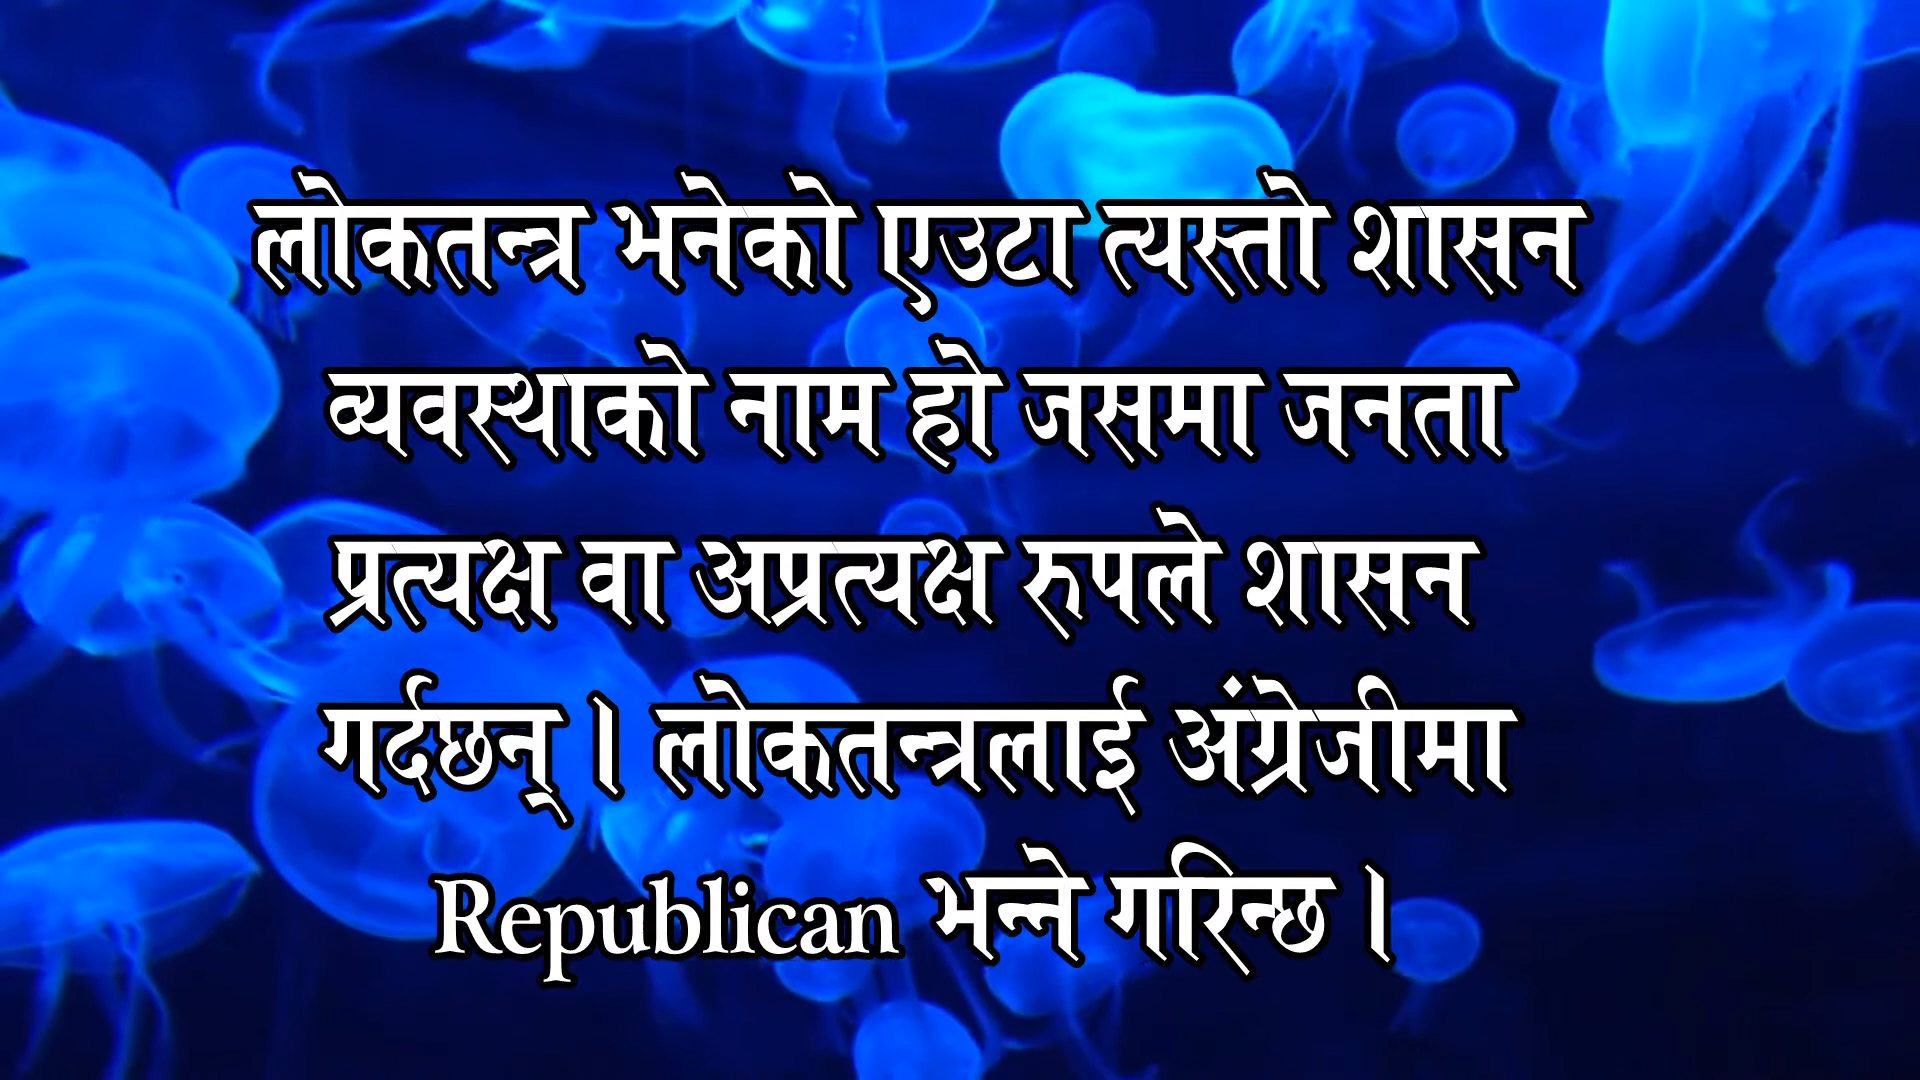 लोकतन्त्र भनेको एउटा त्यस्तो शासन
व्यवस्थाको नाम हो जसमा जनता
प्रत्यक्ष वा अप्रत्यक्ष रुपले शासन
गर्दछन् । लोकतन्त्रलाई अंग्रेजीमा
Republican भन्ने गरिन्छ ।